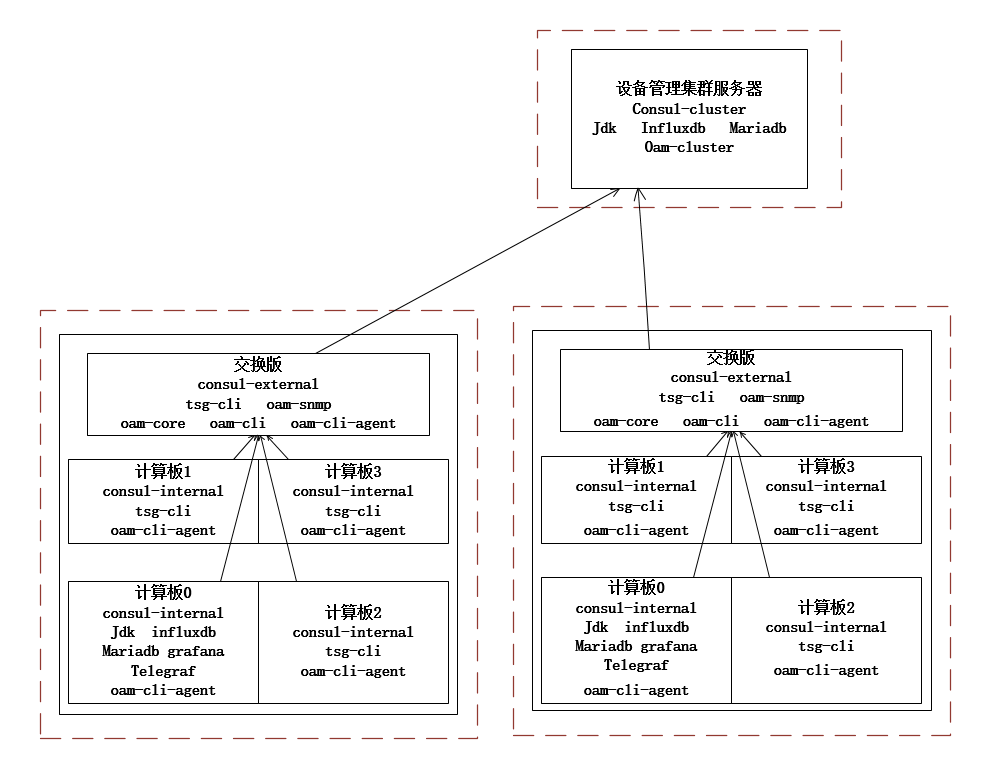 设备管理集群服务器
Consul-cluster
Jdk Influxdb Mariadb
Oam-cluster
交换版
consul-external
tsg-cli oam-snmp
oam-core oam-cli oam-cli-agent
计算板1
consul-internal
tsg-cli
oam-cli-agent
计算板3
consul-internal
tsg-cli
oam-cli-agent
计算板0
consul-internal
Jdk influxdb
Mariadb grafana
Telegraf
oam-cli-agent
计算板2
consul-internal
tsg-cli
oam-cli-agent
交换版
consul-external
tsg-cli oam-snmp
oam-core oam-cli oam-cli-agent
计算板1
consul-internal
tsg-cli
oam-cli-agent
计算板3
consul-internal
tsg-cli
oam-cli-agent
计算板0
consul-internal
Jdk influxdb
Mariadb grafana
Telegraf
oam-cli-agent
计算板2
consul-internal
tsg-cli
oam-cli-agent